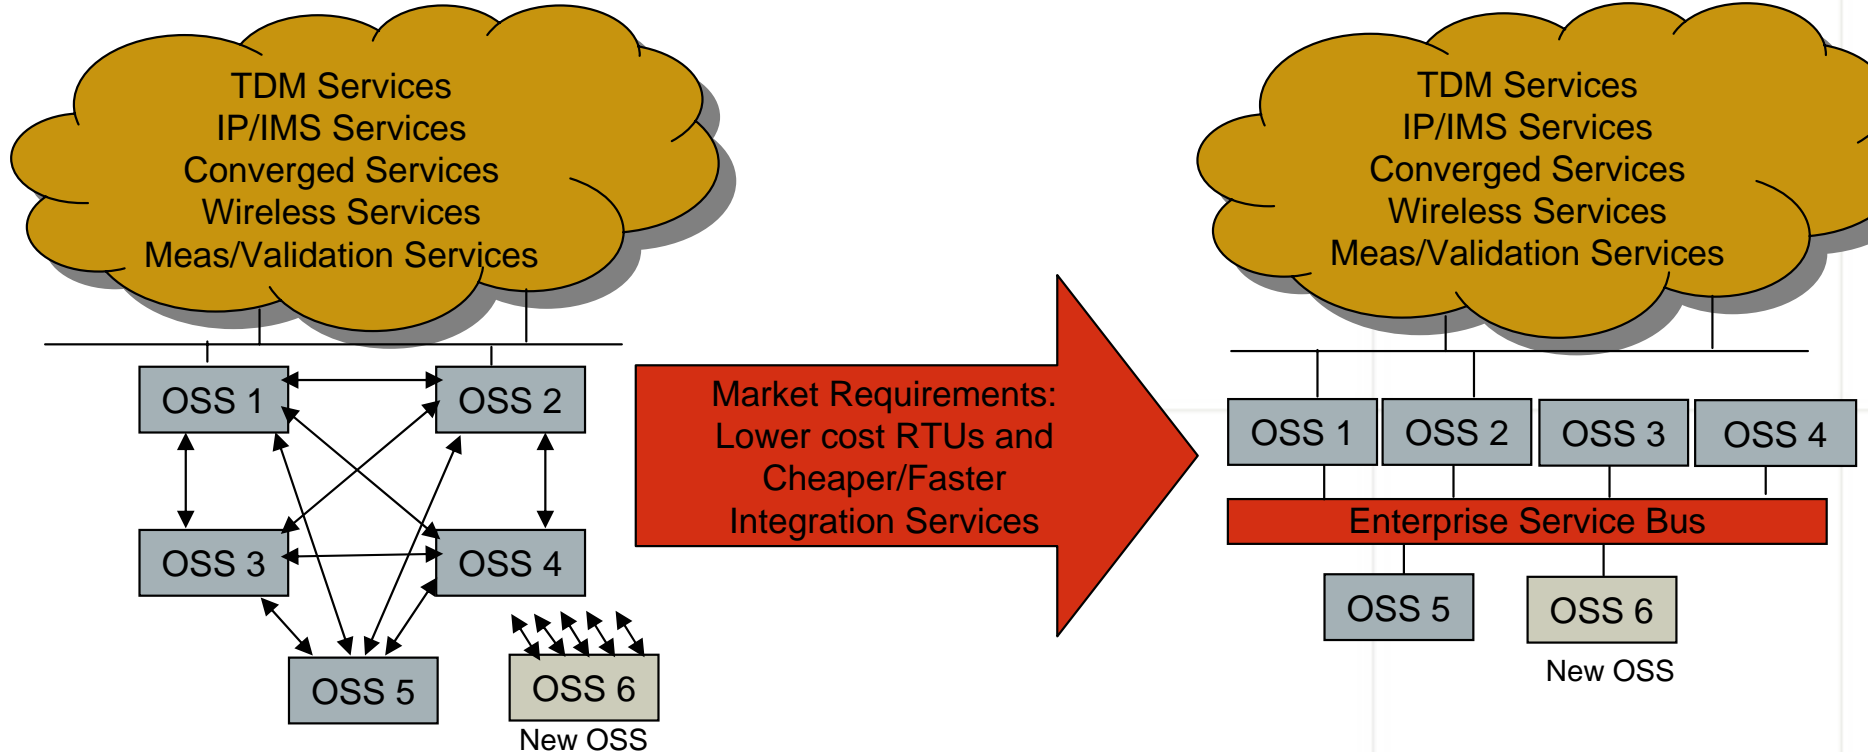 TDM Services
IP/IMS Services
Converged Services
Wireless Services
Meas/Validation Services
OSS 1
OSS 2
OSS 3
OSS 4
OSS 5
OSS 6
New OSS
Market Requirements:
Lower cost RTUs and
Cheaper/Faster
Integration Services
TDM Services
IP/IMS Services
Converged Services
Wireless Services
Meas/Validation Services
OSS 1
OSS 2
OSS 3
OSS 4
Enterprise Service Bus
OSS 5
OSS 6
New OSS